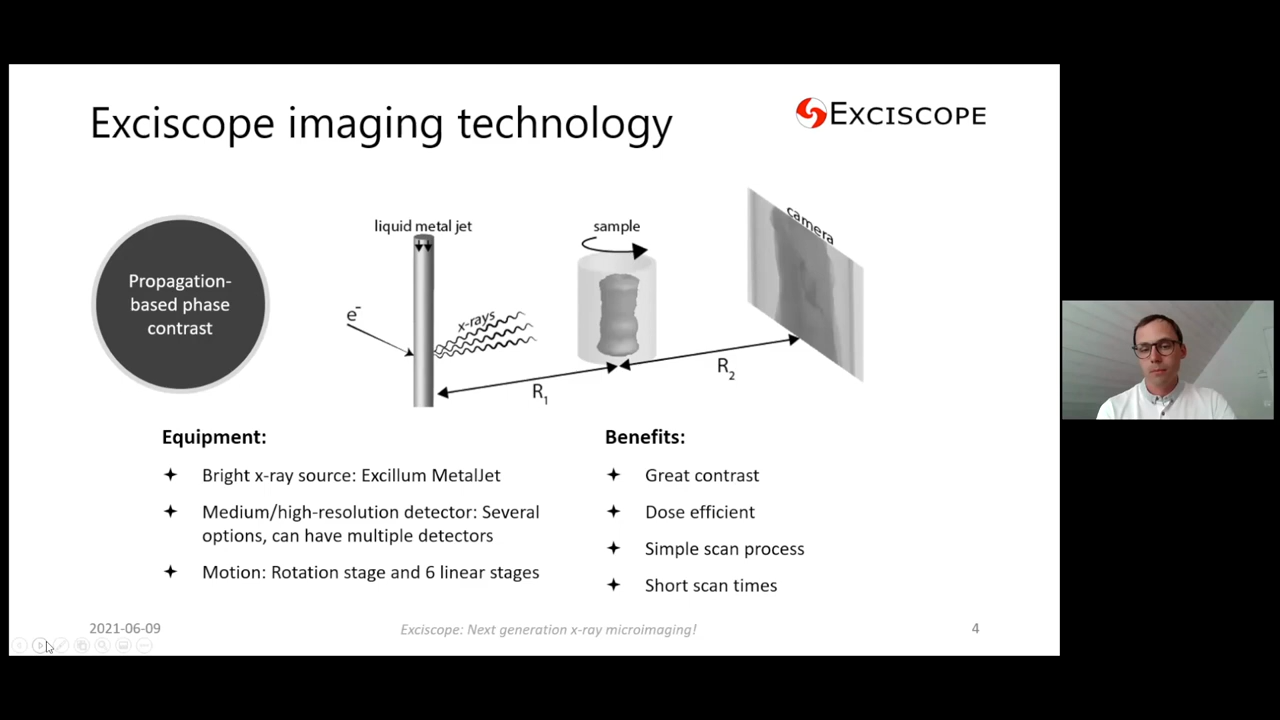 Exciscope imaging technology
EXCISCOPE
Propagation-
based phase
contrast
liquid metal jet
e-
x-rays
sample
camera
R1
R2
Equipment:
Bright x-ray source: Excillum MetalJet
Medium/high-resolution detector: Several
options, can have multiple detectors
Motion: Rotation stage and 6 linear stages
Benefits:
Great contrast
Dose efficient
Simple scan process
Short scan times
2021-06-09
Exciscope: Next generation x-ray microimaging!
4